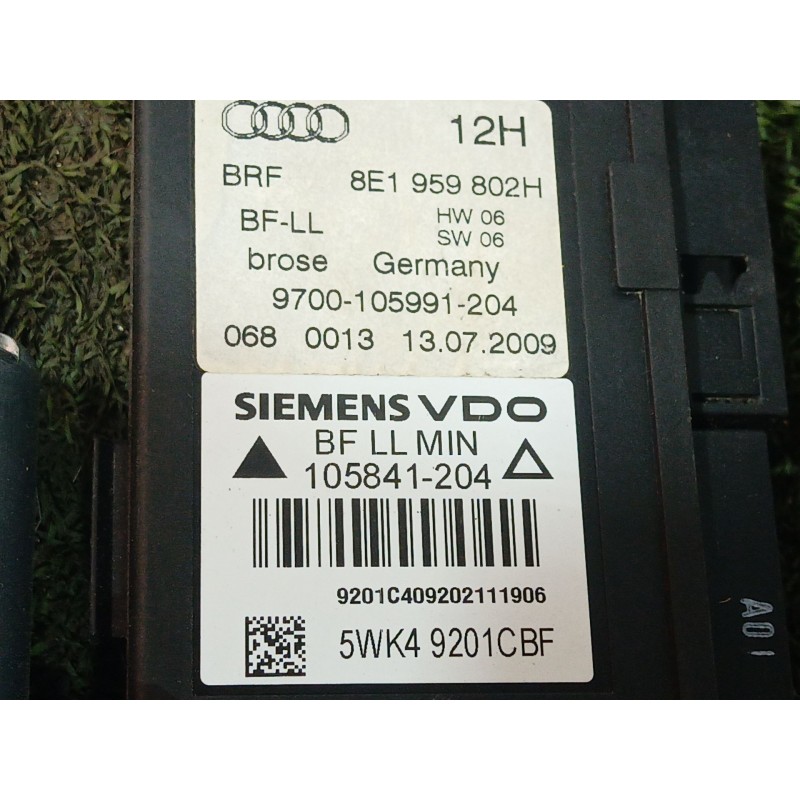 12H
BRF 8E1 959 802H
BF-LL HW 06
SW 06
brose Germany
9700-105991-204
068 0013 13.07.2009
SIEMENS VDO
BF LL MIN
105841-204
9201C409202111906
5WK4 9201CBF
A01